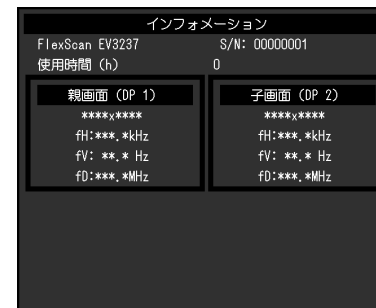 インフォメーション
FlexScan EV3237 S/N: 00000001
使用時間 (h) 0
親画面 (DP 1) 子画面 (DP 2)
****x**** ****x****
fH:***.*kHz fH:***.*kHz
fV: **.* Hz fV: **.* Hz
fD:***.*MHz fD:***.*MHz